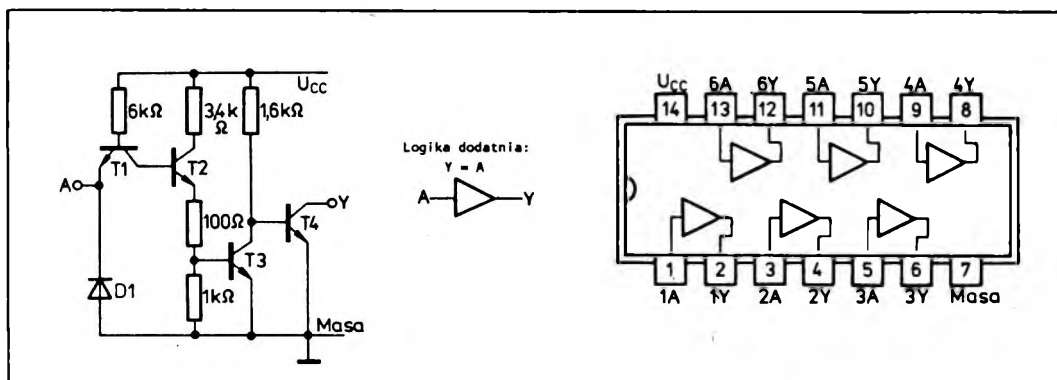 UCC
6kΩ
3,4k
Ω
1,6kΩ
A
T1
T2
Y
T4
100Ω
T3
D1
1kΩ
Masa
Logika dodatnia:
Y = A
A
Y
UCC 6A 6Y 5A 5Y 4A 4Y
14 13 12 11 10 9 8
1 2 3 4 5 6 7
1A 1Y 2A 2Y 3A 3Y Masa